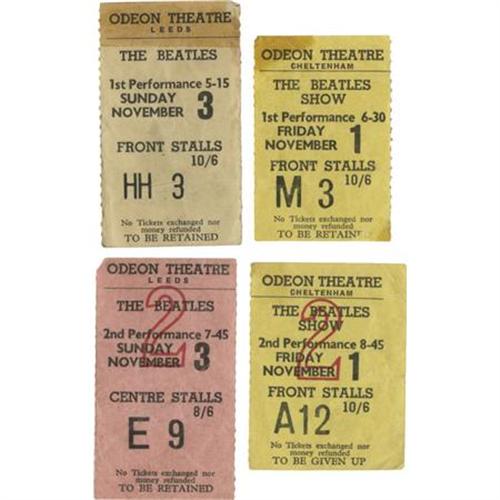 ODEON THEATRE
LEEDS
THE BEATLES
1st Performance 5-15
SUNDAY
NOVEMBER 3
FRONT STALLS
10/6
HH 3
No Tickets exchanged nor
money refunded
TO BE RETAINED
ODEON THEATRE
CHELTENHAM
THE BEATLES
SHOW
1st Performance 6-30
FRIDAY
NOVEMBER 1
FRONT STALLS
M 3 10/6
No Tickets exchanged nor
money refunded
TO BE RETAINED
ODEON THEATRE
LEEDS
THE BEATLES
2
2nd Performance 7-45
SUNDAY
NOVEMBER 3
CENTRE STALLS
8/6
E 9
No Tickets exchanged nor
money refunded
TO BE RETAINED
ODEON THEATRE
CHELTENHAM
THE BEATLES
SHOW
2
2nd Performance 8-45
FRIDAY
NOVEMBER 1
FRONT STALLS
A12 10/6
No Tickets exchanged nor
money refunded
TO BE GIVEN UP